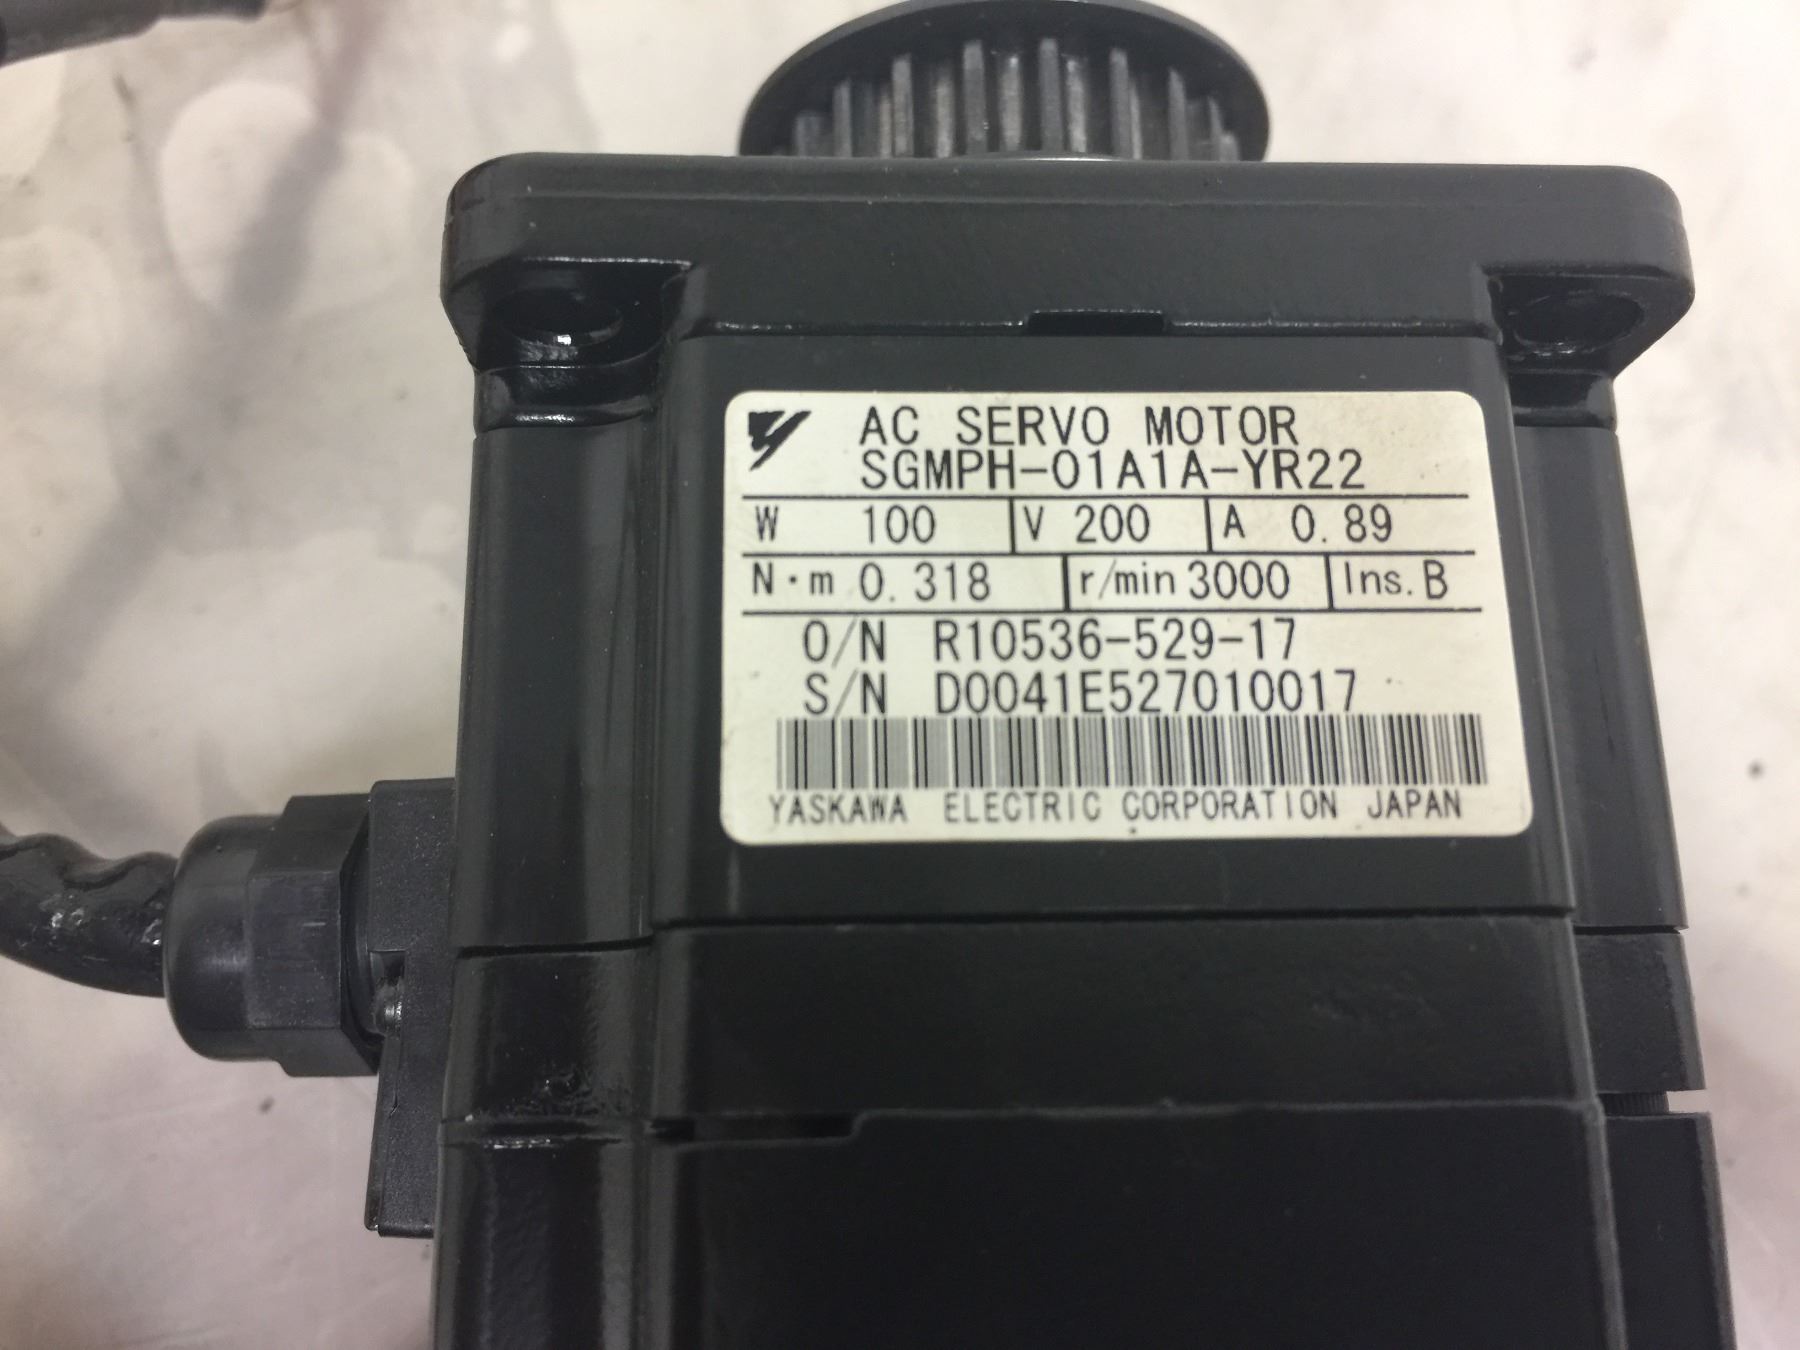 AC SERVO MOTOR
SGMPH-01A1A-YR22
W 100 V 200 A 0.89
N·m 0.318 r/min 3000 Ins. B
O/N R10536-529-17
S/N D0041E527010017
YASKAWA ELECTRIC CORPORATION JAPAN